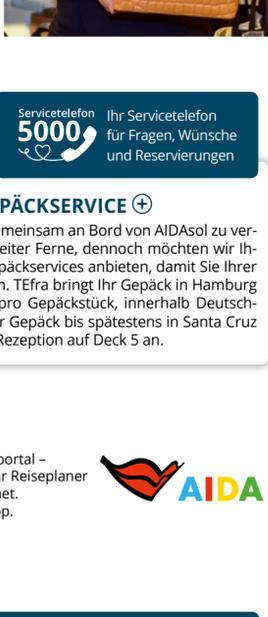 Servicetelefon
5000
Ihr Servicetelefon
für Fragen, Wünsche
und Reservierungen
PÄCKSERVICE
emeinsam an Bord von AIDAsol zu ver-
eiter Ferne, dennoch möchten wir Ih-
päckservices anbieten, damit Sie Ihrer
n. TEfra bringt Ihr Gepäck in Hamburg
pro Gepäckstück, innerhalb Deutsch-
r Gepäck bis spätestens in Santa Cruz
Rezeption auf Deck 5 an.
portal –
r Reiseplaner
net.
p.
AIDA